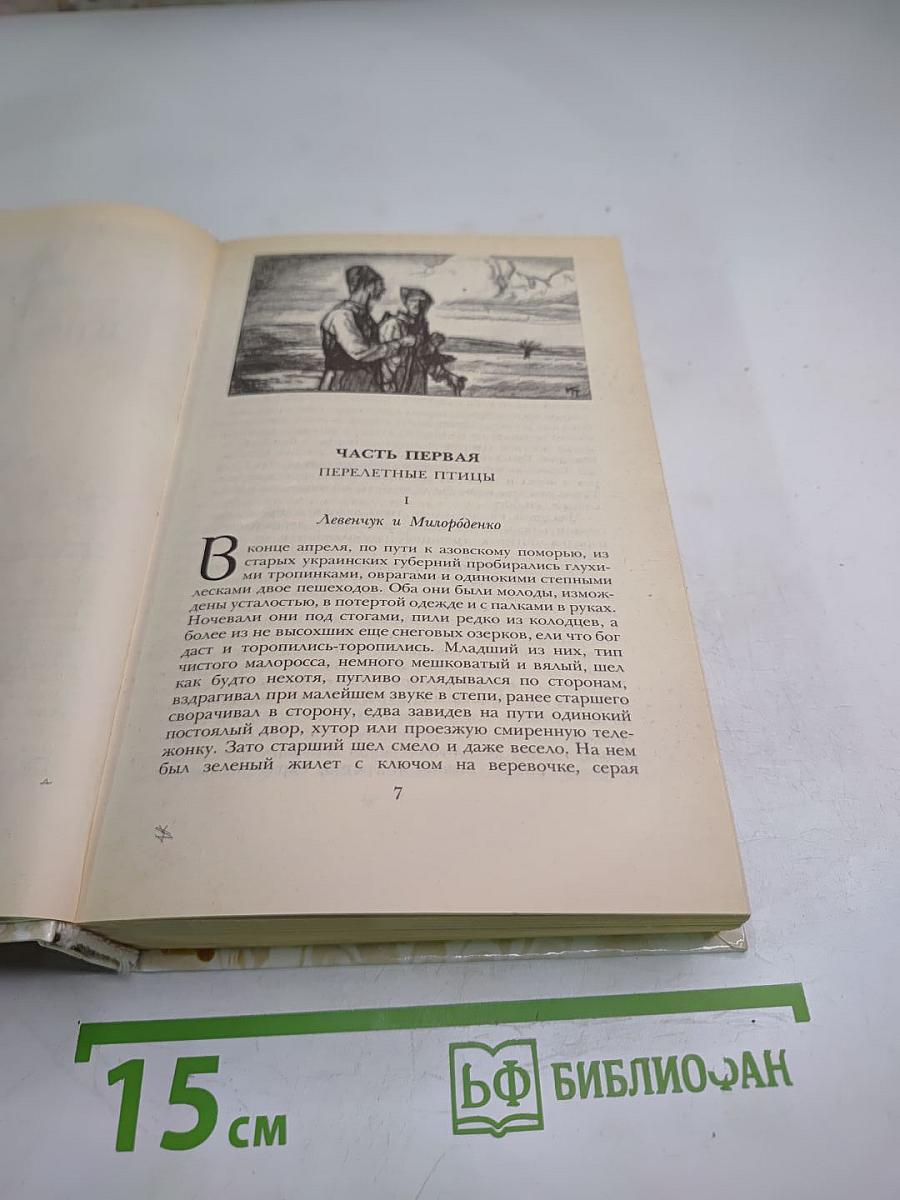 ЧАСТЬ ПЕРВАЯ
ПЕРЕЛЕТНЫЕ ПТИЦЫ
I
Левенчук и Милоро́денко
В конце апреля, по пути к азовскому поморью, из
старых украинских губерний пробирались глухи-
ми тропинками, оврагами и одинокими степными
лесками двое пешеходов. Оба они были молоды, измож-
дены усталостью, в потертой одежде и с палками в руках.
Ночевали они под стогами, пили редко из колодцев, а
более из не высохших еще снеговых озерков, ели что бог
даст и торопились-торопились. Младший из них, тип
чистого малоросса, немного мешковатый и вялый, шел
как будто нехотя, пугливо оглядывался по сторонам,
вздрагивал при малейшем звуке в степи, ранее старшего
сворачивал в сторону, едва завидев на пути одинокий
постоялый двор, хутор или проезжую смиренную теле-
жонку. Зато старший шел смело и даже весело. На нем
был зеленый жилет с ключом на веревочке, серая
7
15 см
БФ БИБЛИОФАН